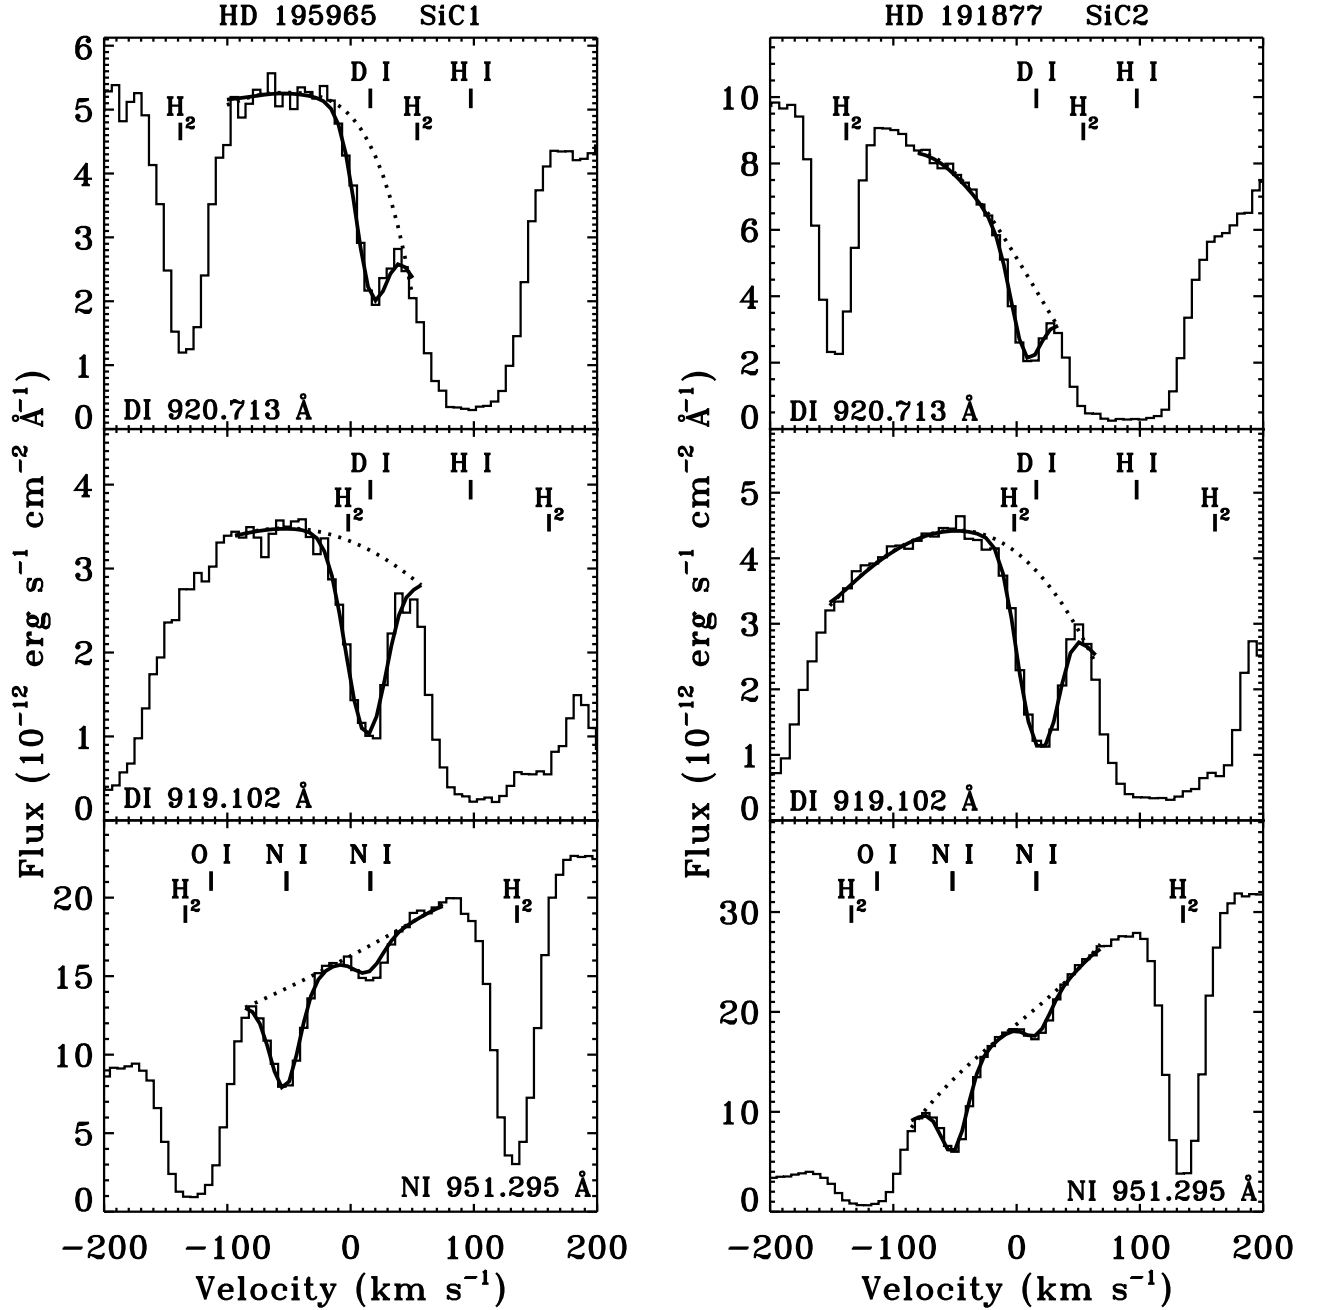 HD 195965 SiC1
HD 191877 SiC2
Flux (10⁻¹² erg s⁻¹ cm⁻² Å⁻¹)
6
5
4
3
2
1
0
D I H I
H₂ H₂
DI 920.713 Å
4
3
2
1
0
D I H I
H₂ H₂
DI 919.102 Å
20
15
10
5
0
O I N I N I
H₂ H₂
NI 951.295 Å
−200 −100 0 100 200
Velocity (km s⁻¹)
Flux (10⁻¹² erg s⁻¹ cm⁻² Å⁻¹)
10
8
6
4
2
0
D I H I
H₂ H₂
DI 920.713 Å
5
4
3
2
1
0
D I H I
H₂ H₂
DI 919.102 Å
30
20
10
0
O I N I N I
H₂ H₂
NI 951.295 Å
−200 −100 0 100 200
Velocity (km s⁻¹)